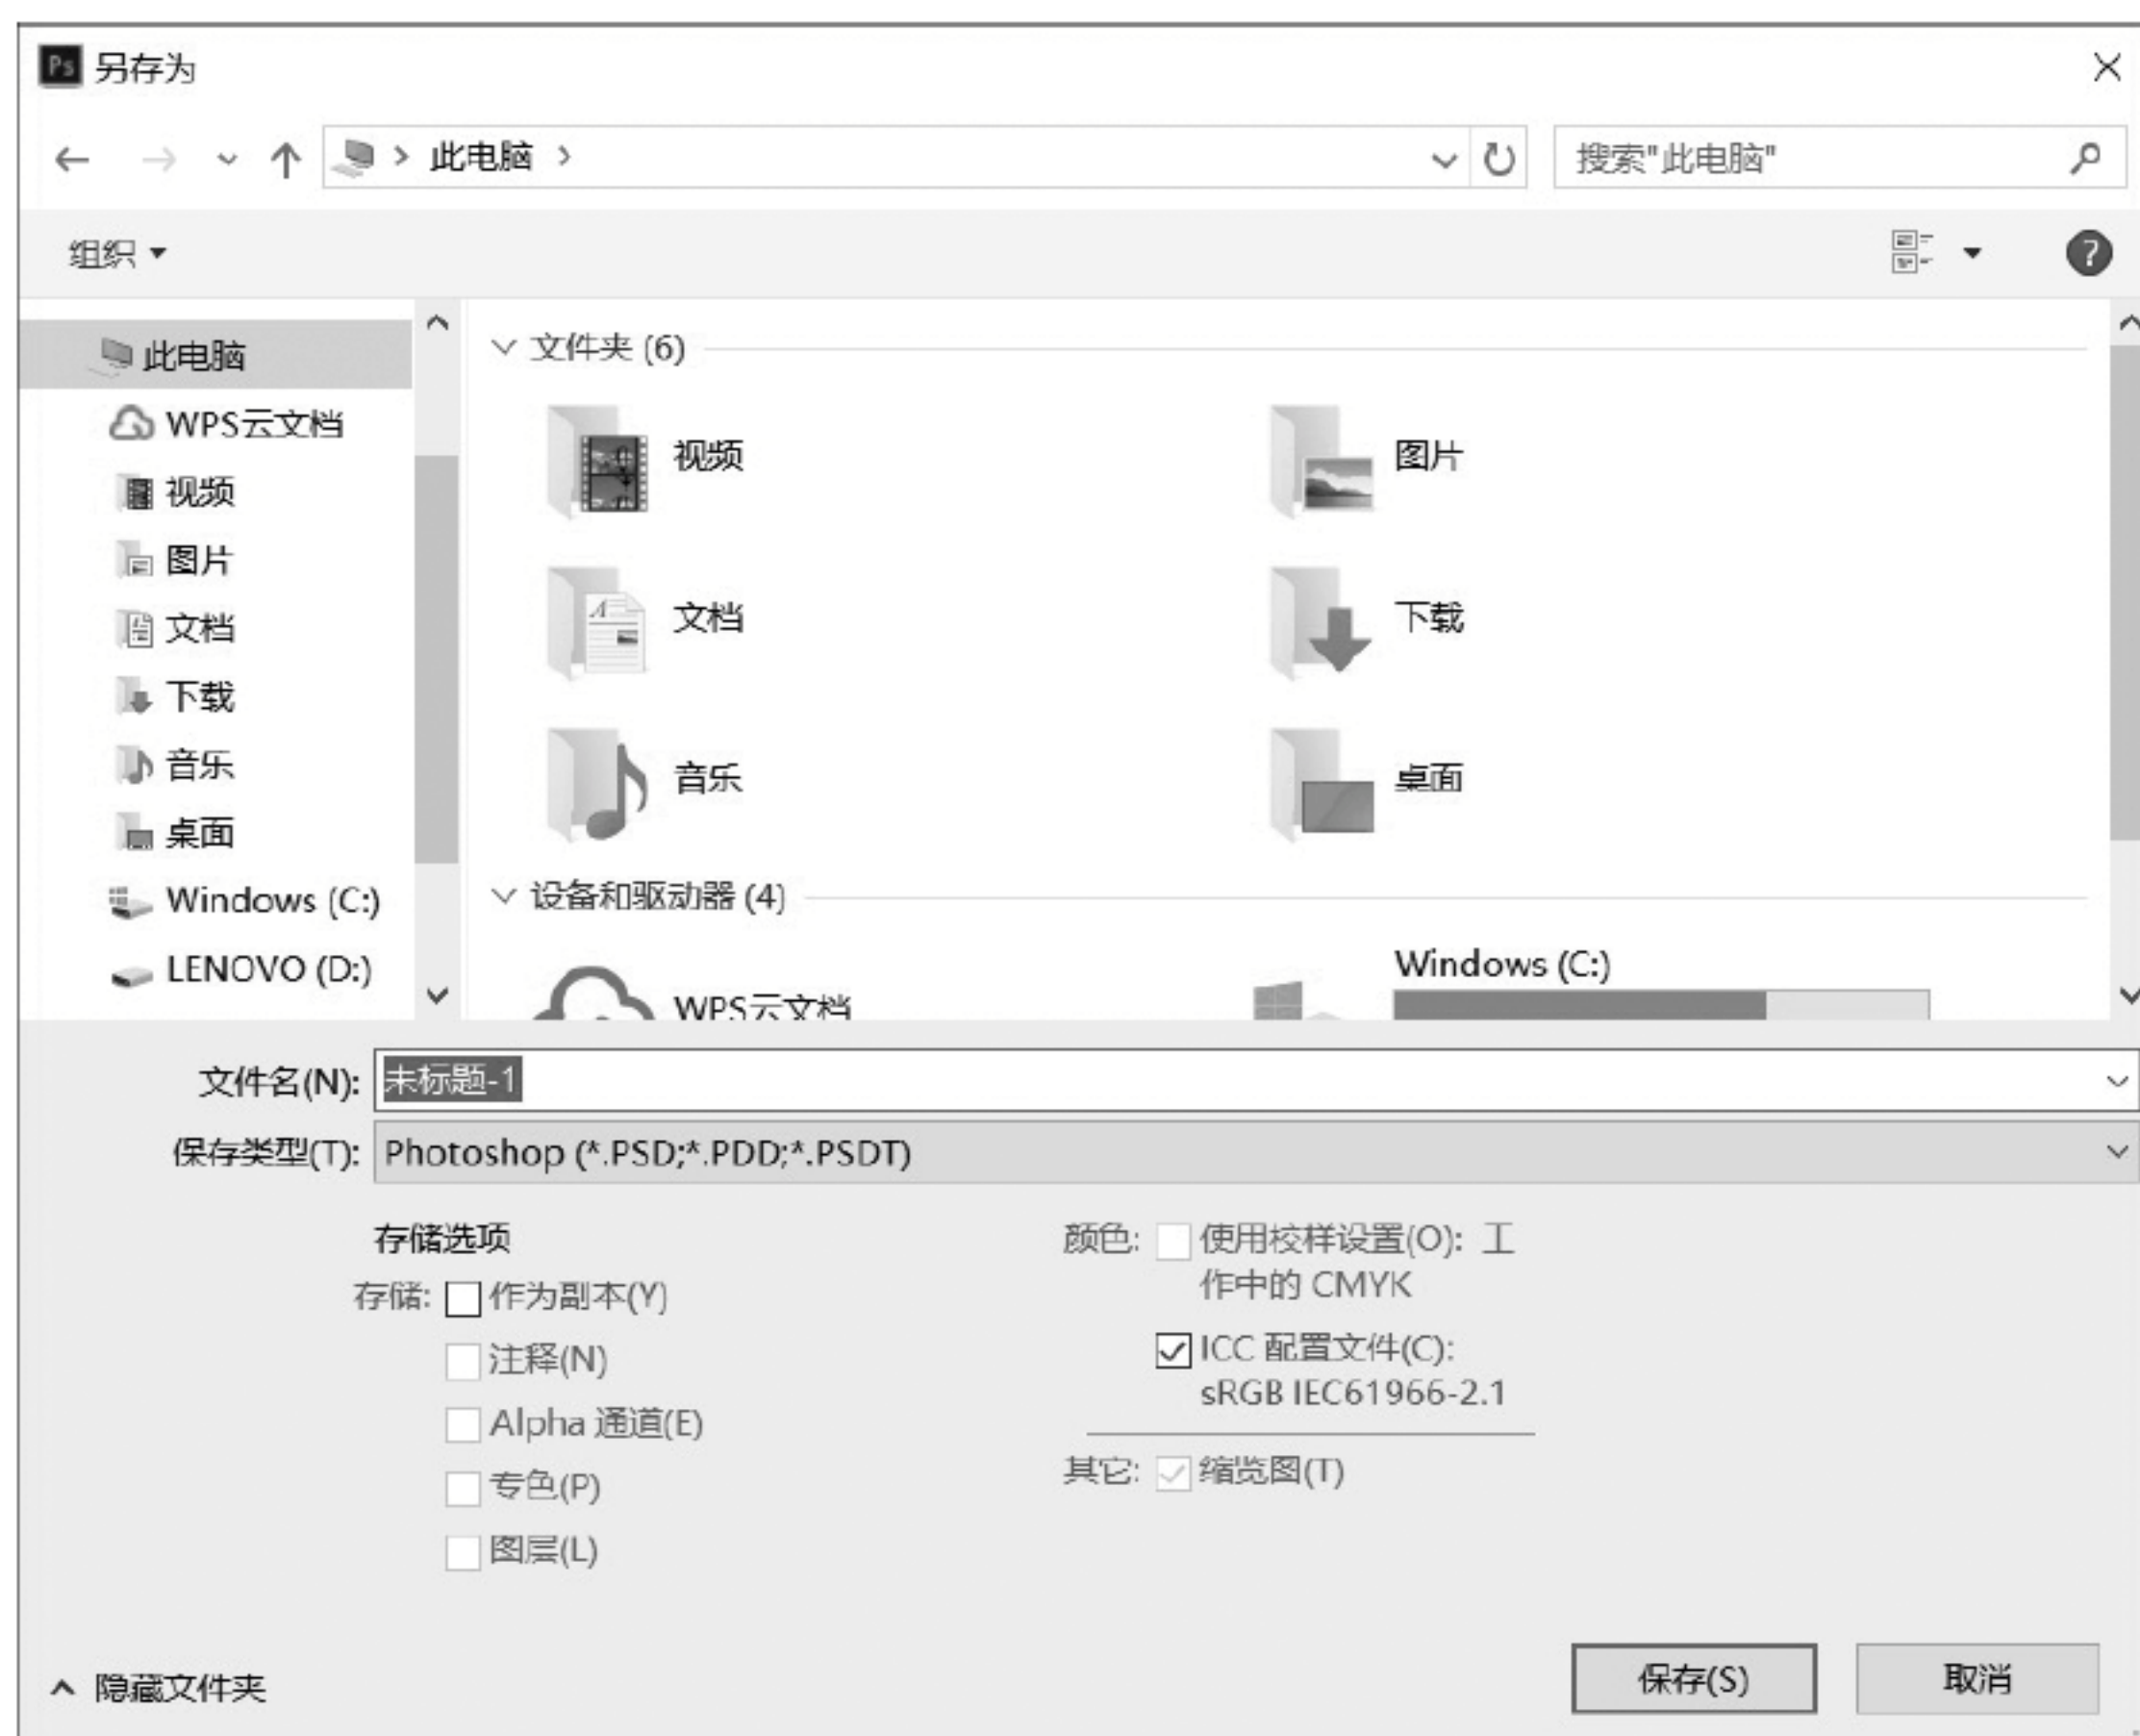 Ps 另存为
此电脑
搜索"此电脑"
组织
此电脑
WPS云文档
视频
图片
文档
下载
音乐
桌面
Windows (C:)
LENOVO (D:)
文件夹 (6)
视频
图片
文档
下载
音乐
桌面
设备和驱动器 (4)
WPS云文档
Windows (C:)
文件名(N): 未标题-1
保存类型(T): Photoshop (*.PSD;*.PDD;*.PSDT)
存储选项
存储: 作为副本(Y)
注释(N)
Alpha 通道(E)
专色(P)
图层(L)
颜色: 使用校样设置(O): 工
作中的 CMYK
ICC 配置文件(C):
sRGB IEC61966-2.1
其它: 缩览图(T)
隐藏文件夹
保存(S)
取消